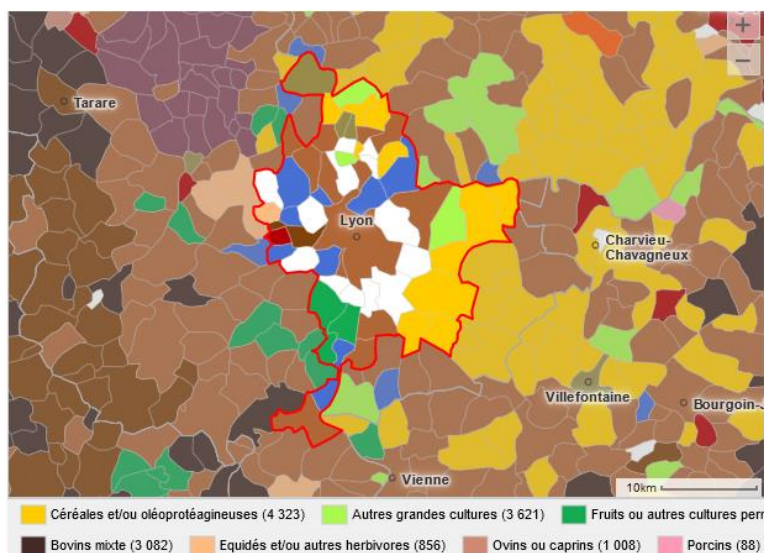 +
−
Tarare
Lyon
Charvieu-
Chavagneux
Villefontaine
Bourgoin-J
Vienne
10km
Céréales et/ou oléoprotéagineuses (4 323) Autres grandes cultures (3 621) Fruits ou autres cultures perr
Bovins mixte (3 082) Equidés et/ou autres herbivores (856) Ovins ou caprins (1 008) Porcins (88)